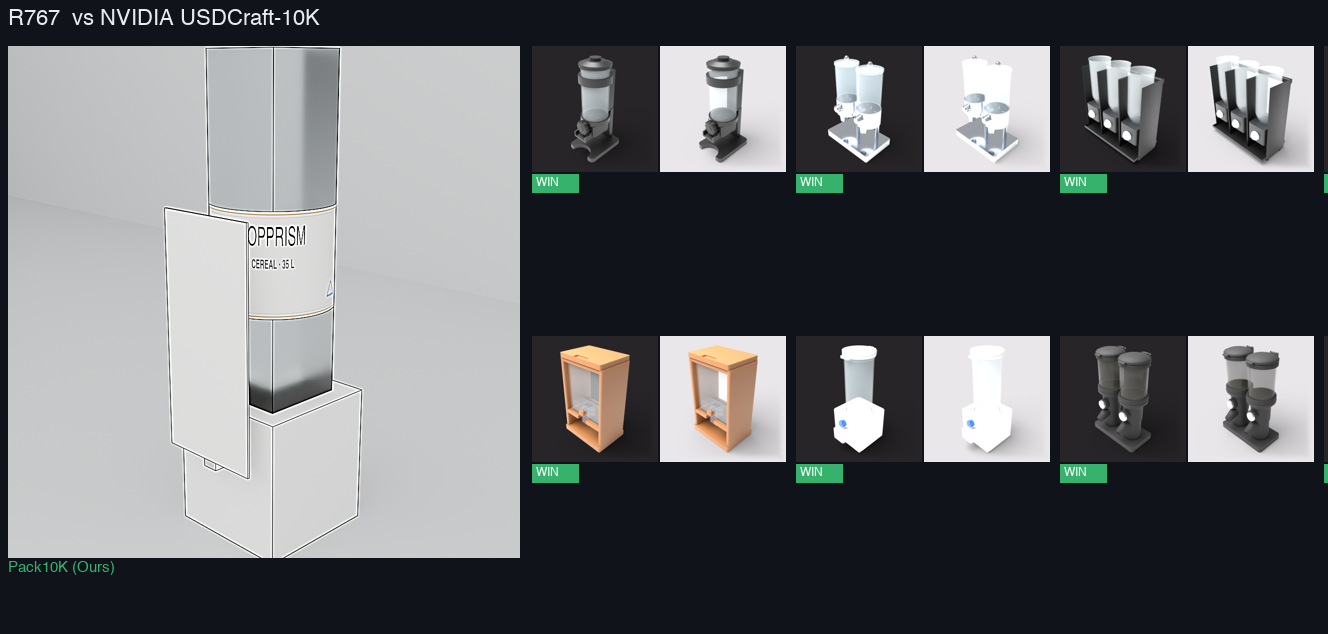 R767 vs NVIDIA USDCraft-10K
OPPRISM
CEREAL · 35 L
Pack10K (Ours)
WIN
WIN
WIN
WIN
WIN
WIN